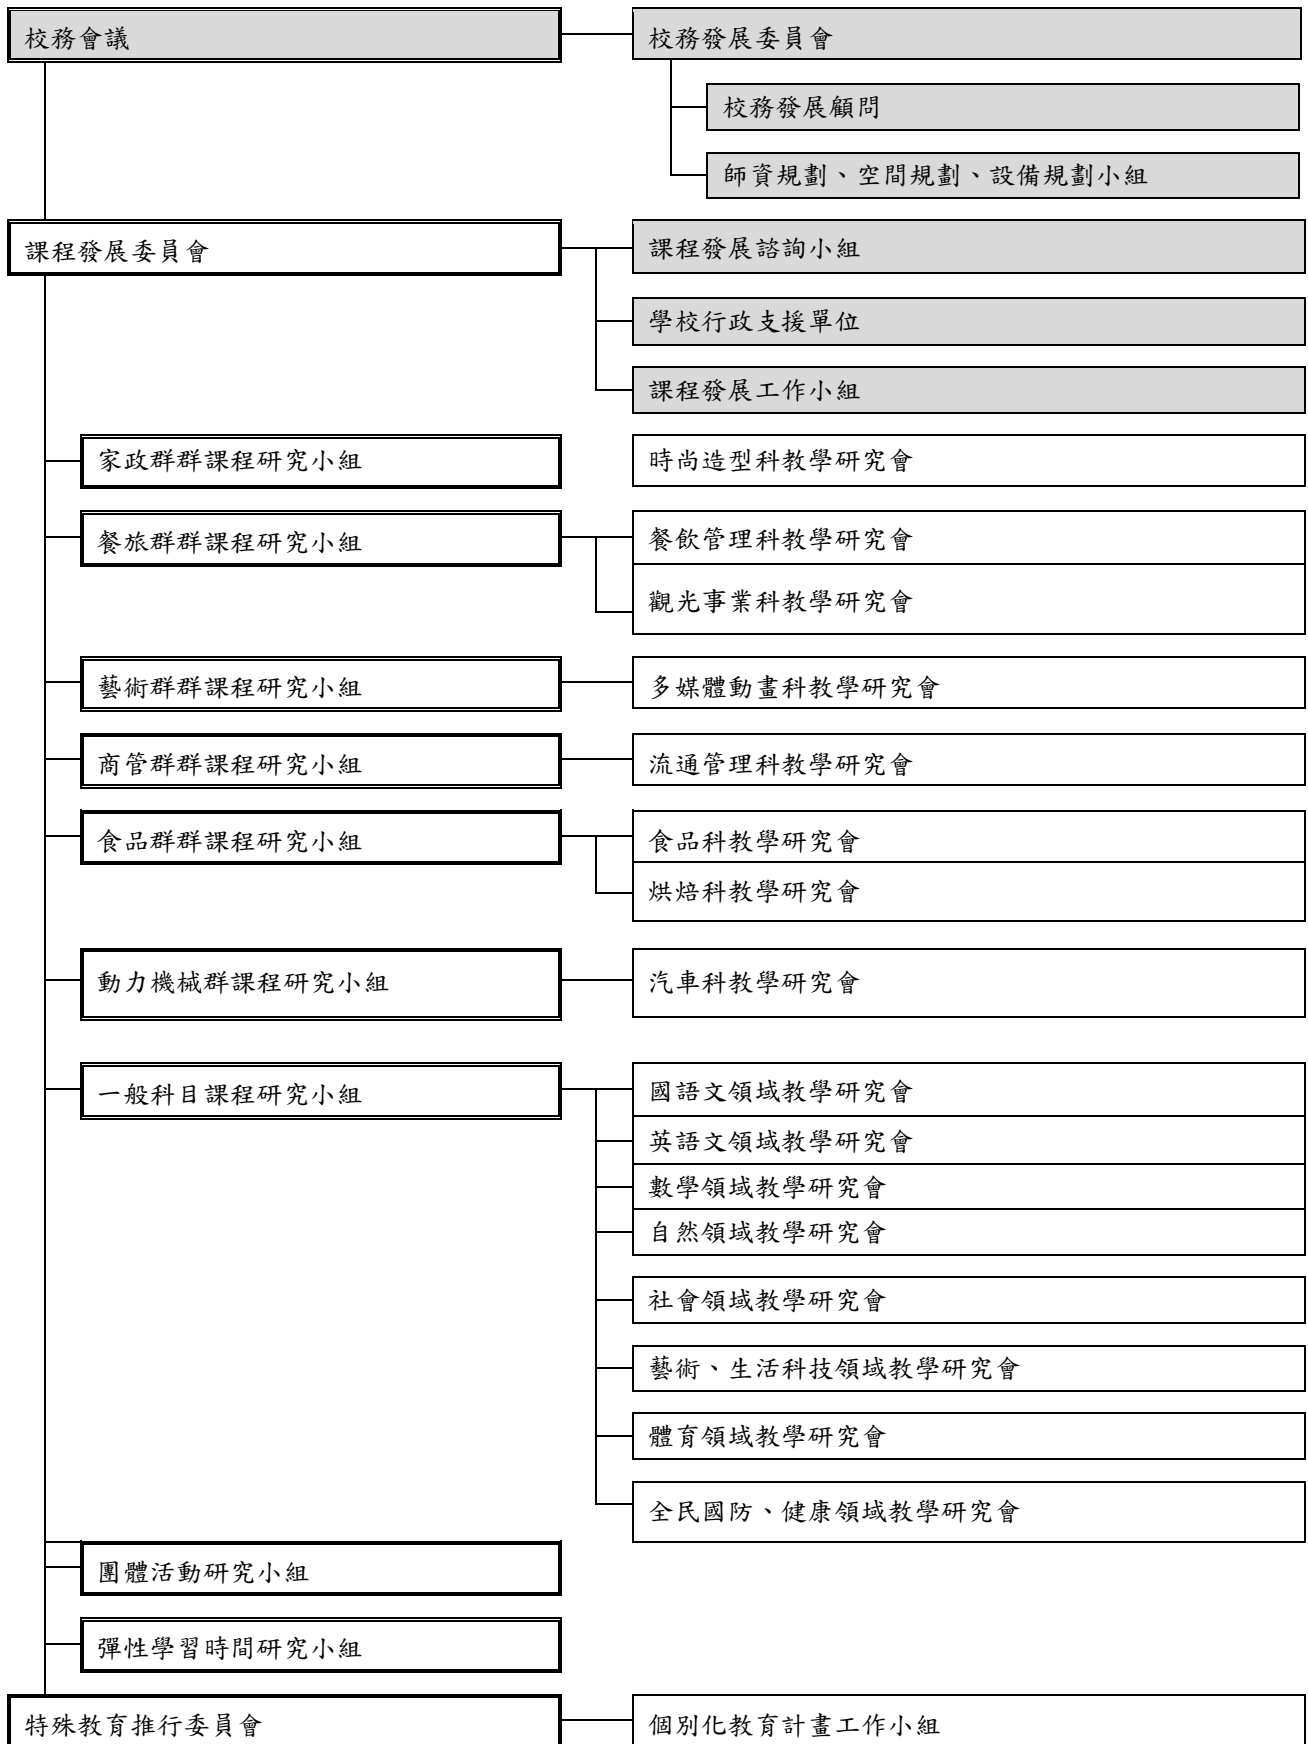 校務會議
校務發展委員會
校務發展顧問
師資規劃、空間規劃、設備規劃小組
課程發展委員會
課程發展諮詢小組
學校行政支援單位
課程發展工作小組
家政群群課程研究小組
時尚造型科教學研究會
餐旅群群課程研究小組
餐飲管理科教學研究會
觀光事業科教學研究會
藝術群群課程研究小組
多媒體動畫科教學研究會
商管群群課程研究小組
流通管理科教學研究會
食品群群課程研究小組
食品科教學研究會
烘焙科教學研究會
動力機械群課程研究小組
汽車科教學研究會
一般科目課程研究小組
國語文領域教學研究會
英語文領域教學研究會
數學領域教學研究會
自然領域教學研究會
社會領域教學研究會
藝術、生活科技領域教學研究會
體育領域教學研究會
全民國防、健康領域教學研究會
團體活動研究小組
彈性學習時間研究小組
特殊教育推行委員會
個別化教育計畫工作小組